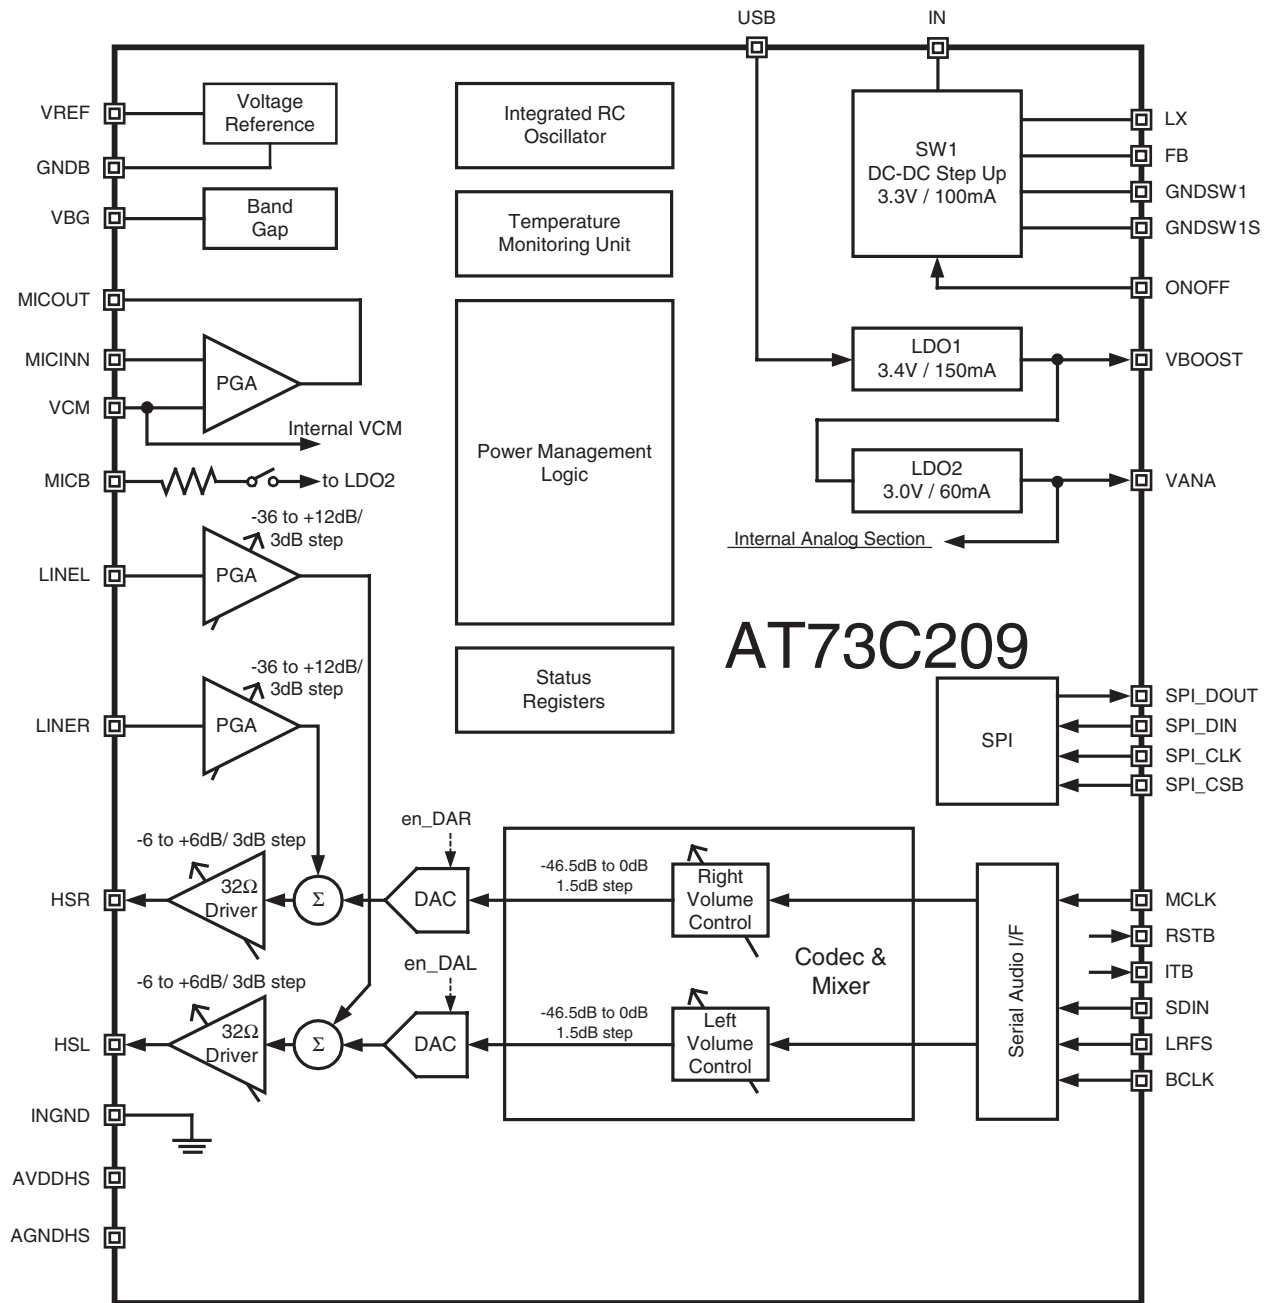 USB
IN
VREF
Voltage
Reference
Integrated RC
Oscillator
SW1
DC-DC Step Up
3.3V / 100mA
LX
FB
GNDB
GNDSW1
VBG
Band
Gap
Temperature
Monitoring Unit
GNDSW1S
MICOUT
ONOFF
MICINN
PGA
LDO1
3.4V / 150mA
VBOOST
VCM
Internal VCM
Power Management
Logic
MICB
to LDO2
LDO2
3.0V / 60mA
VANA
-36 to +12dB/
3dB step
Internal Analog Section
LINEL
PGA
AT73C209
-36 to +12dB/
3dB step
Status
Registers
LINER
PGA
SPI
SPI_DOUT
SPI_DIN
SPI_CLK
SPI_CSB
en_DAR
-6 to +6dB/ 3dB step
-46.5dB to 0dB
1.5dB step
Right
Volume
Control
HSR
32Ω
Driver
Σ
DAC
Serial Audio I/F
MCLK
RSTB
Codec &
Mixer
ITB
en_DAL
-6 to +6dB/ 3dB step
-46.5dB to 0dB
1.5dB step
Left
Volume
Control
SDIN
HSL
32Ω
Driver
Σ
DAC
LRFS
BCLK
INGND
AVDDHS
AGNDHS